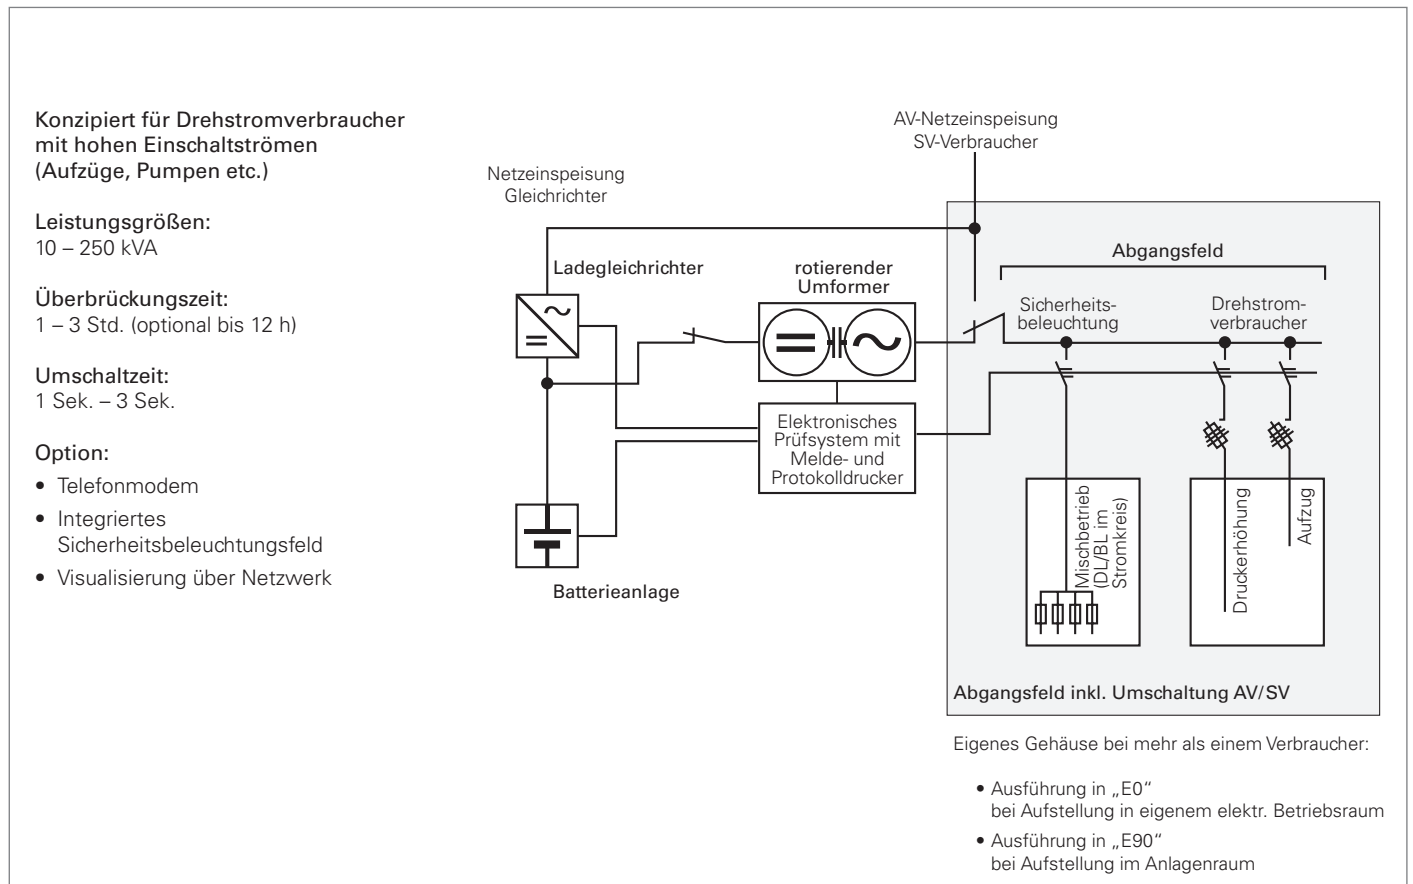 Konzipiert für Drehstromverbraucher
mit hohen Einschaltströmen
(Aufzüge, Pumpen etc.)
Leistungsgrößen:
10 – 250 kVA
Überbrückungszeit:
1 – 3 Std. (optional bis 12 h)
Umschaltzeit:
1 Sek. – 3 Sek.
Option:
• Telefonmodem
• Integriertes
Sicherheitsbeleuchtungsfeld
• Visualisierung über Netzwerk
AV-Netzeinspeisung
SV-Verbraucher
Netzeinspeisung
Gleichrichter
Ladegleichrichter
rotierender
Umformer
Abgangsfeld
Sicherheits-
beleuchtung
Drehstrom-
verbraucher
Elektronisches
Prüfsystem mit
Melde- und
Protokolldrucker
Mischbetrieb
(DL/BL im
Stromkreis)
Druckerhöhung
Aufzug
Batterieanlage
Abgangsfeld inkl. Umschaltung AV/SV
Eigenes Gehäuse bei mehr als einem Verbraucher:
• Ausführung in „E0“
bei Aufstellung in eigenem elektr. Betriebsraum
• Ausführung in „E90“
bei Aufstellung im Anlagenraum